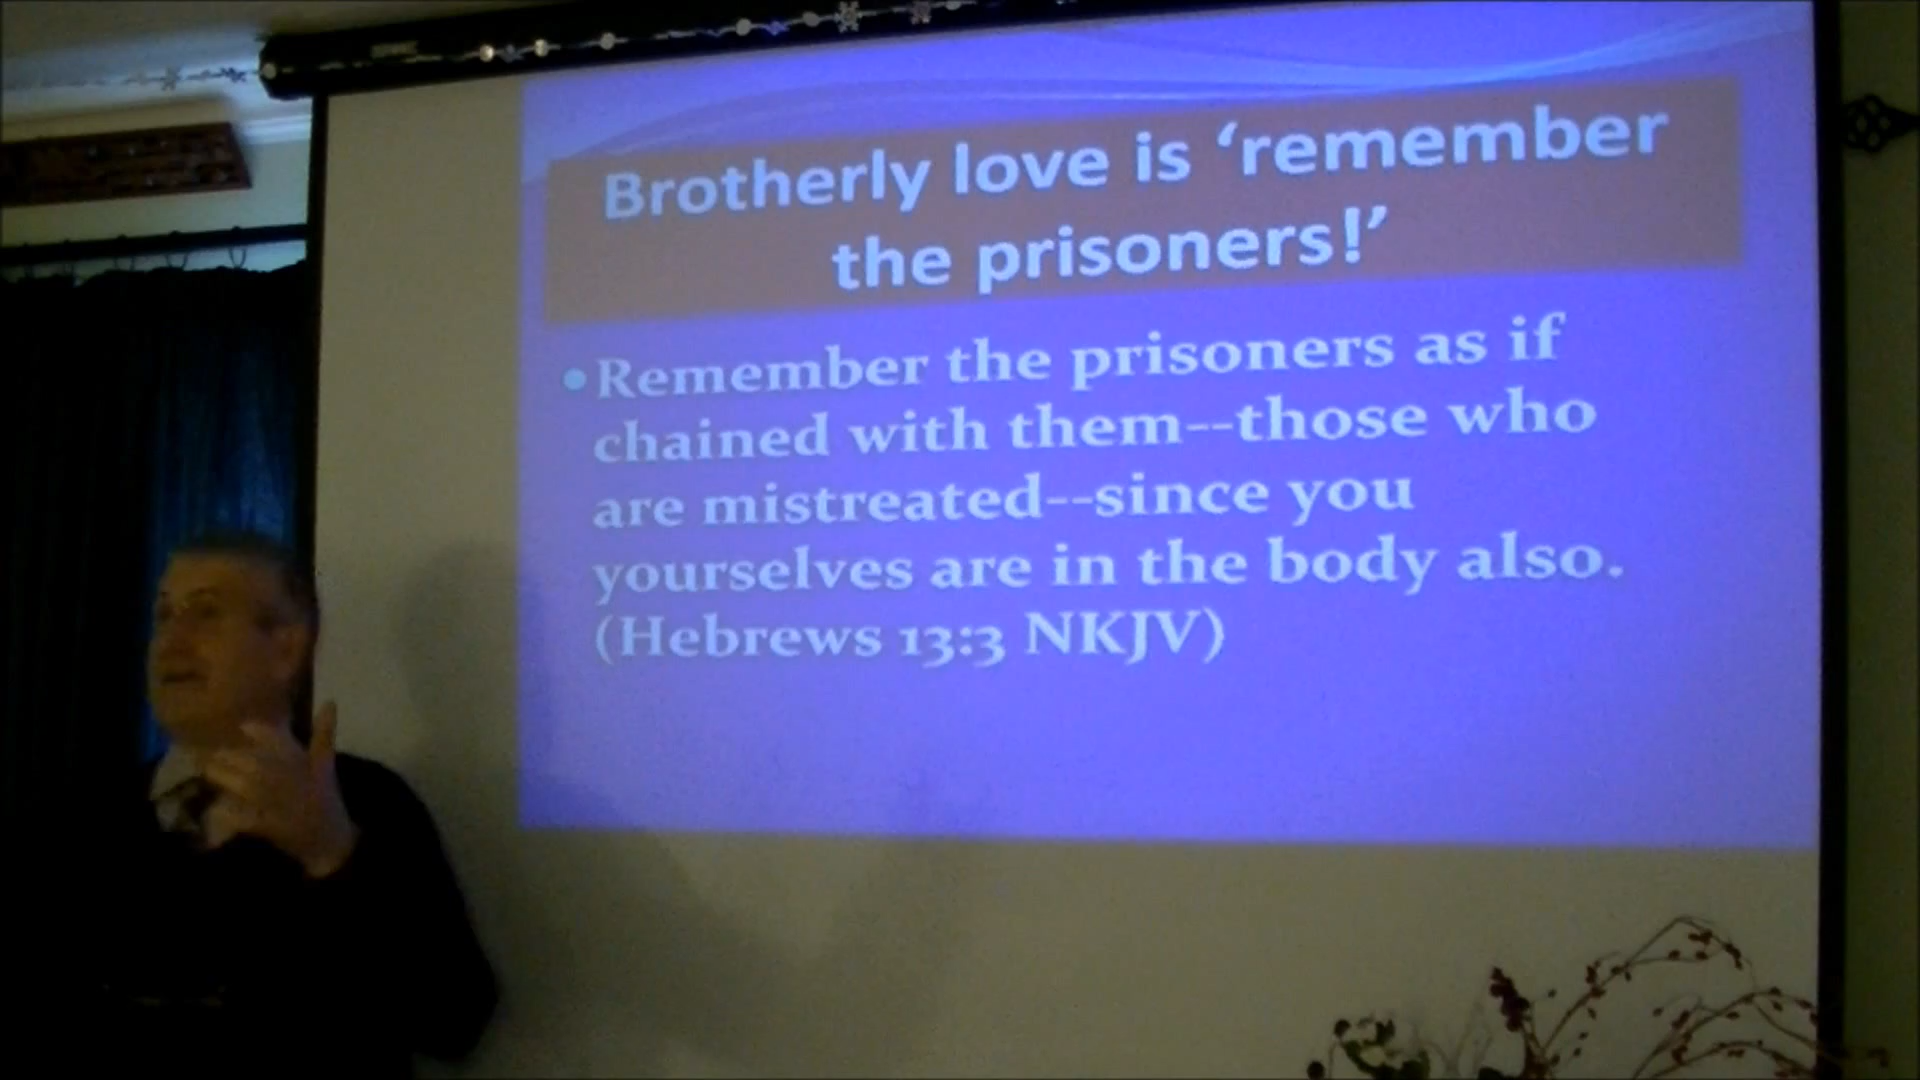 Brotherly love is ‘remember
the prisoners!’
• Remember the prisoners as if
chained with them--those who
are mistreated--since you
yourselves are in the body also.
(Hebrews 13:3 NKJV)